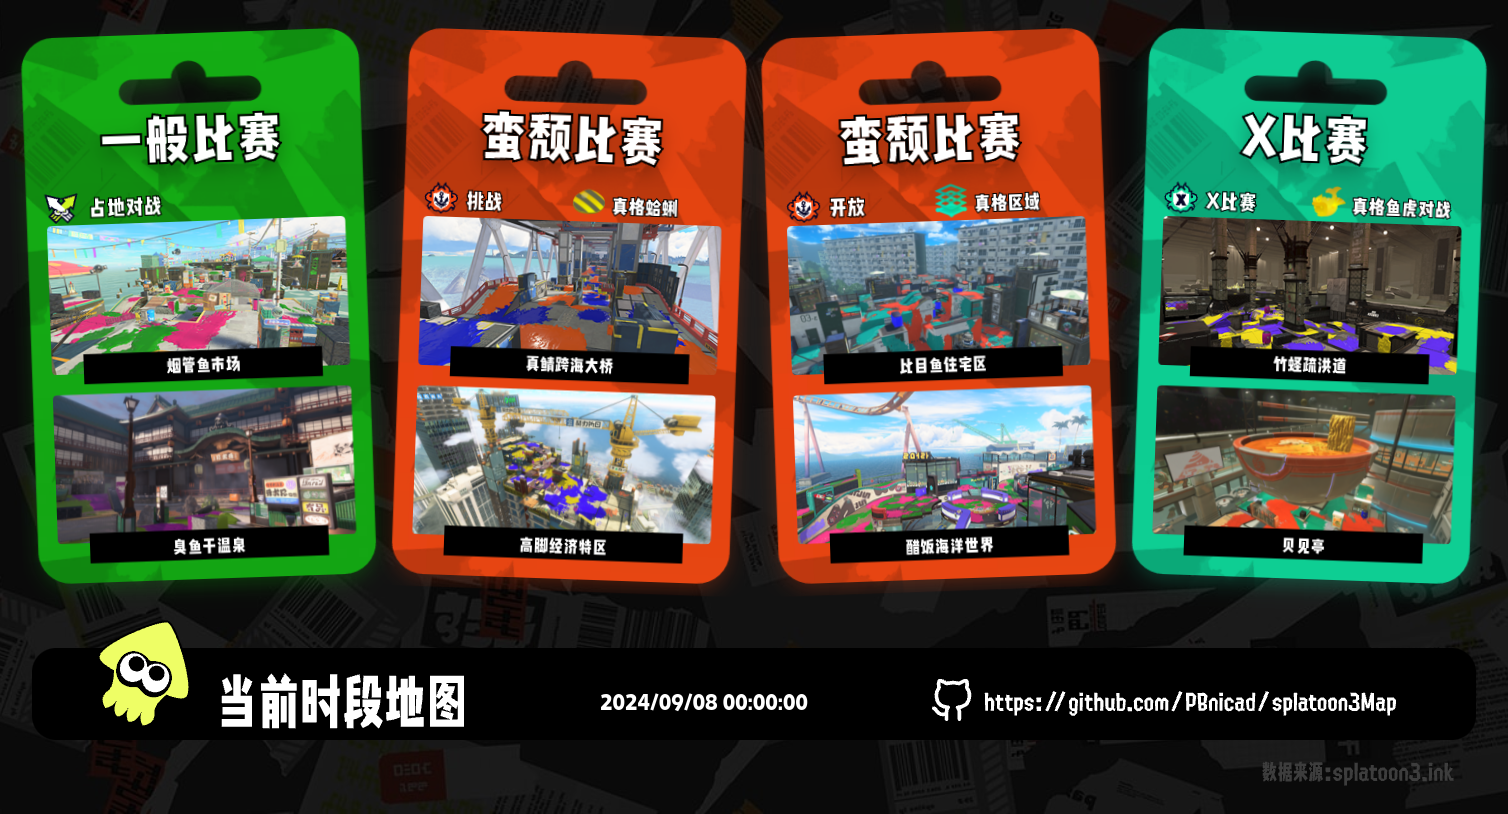 一般比赛
占地对战
烟管鱼市场
臭鱼干温泉
蛮颓比赛
挑战
真格蛤蜊
真鲭跨海大桥
高脚经济特区
蛮颓比赛
开放
真格区域
比目鱼住宅区
醋饭海洋世界
X比赛
X比赛
真格鱼虎对战
竹蛏疏洪道
贝见亭
当前时段地图
2024/09/08 00:00:00
https://github.com/PBnicad/splatoon3Map
数据来源:splatoon3.ink